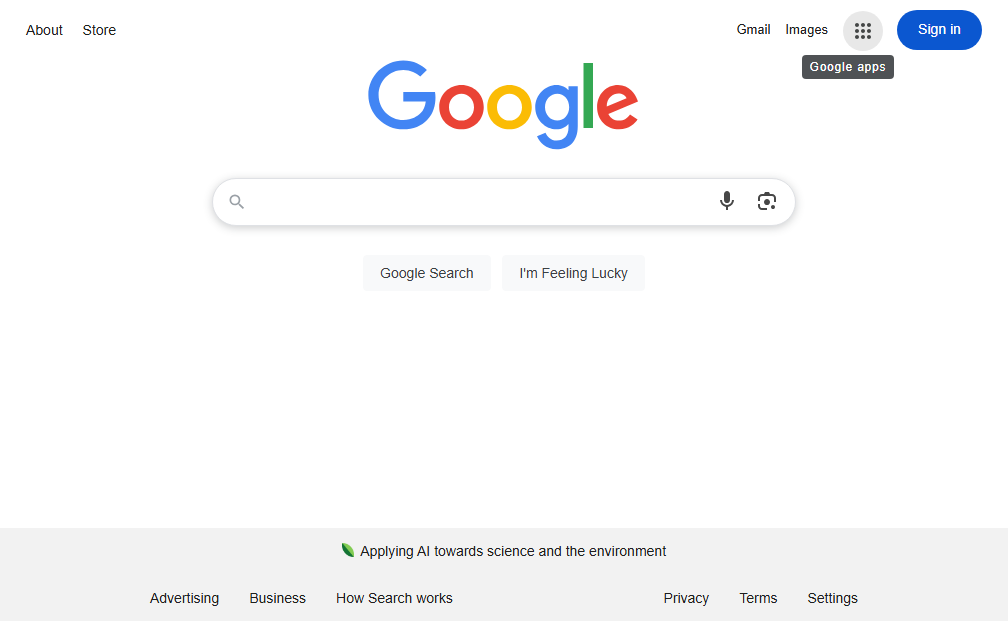 About Store Gmail Images Sign in
Google apps
Google
Google Search I'm Feeling Lucky
Applying AI towards science and the environment
Advertising Business How Search works Privacy Terms Settings